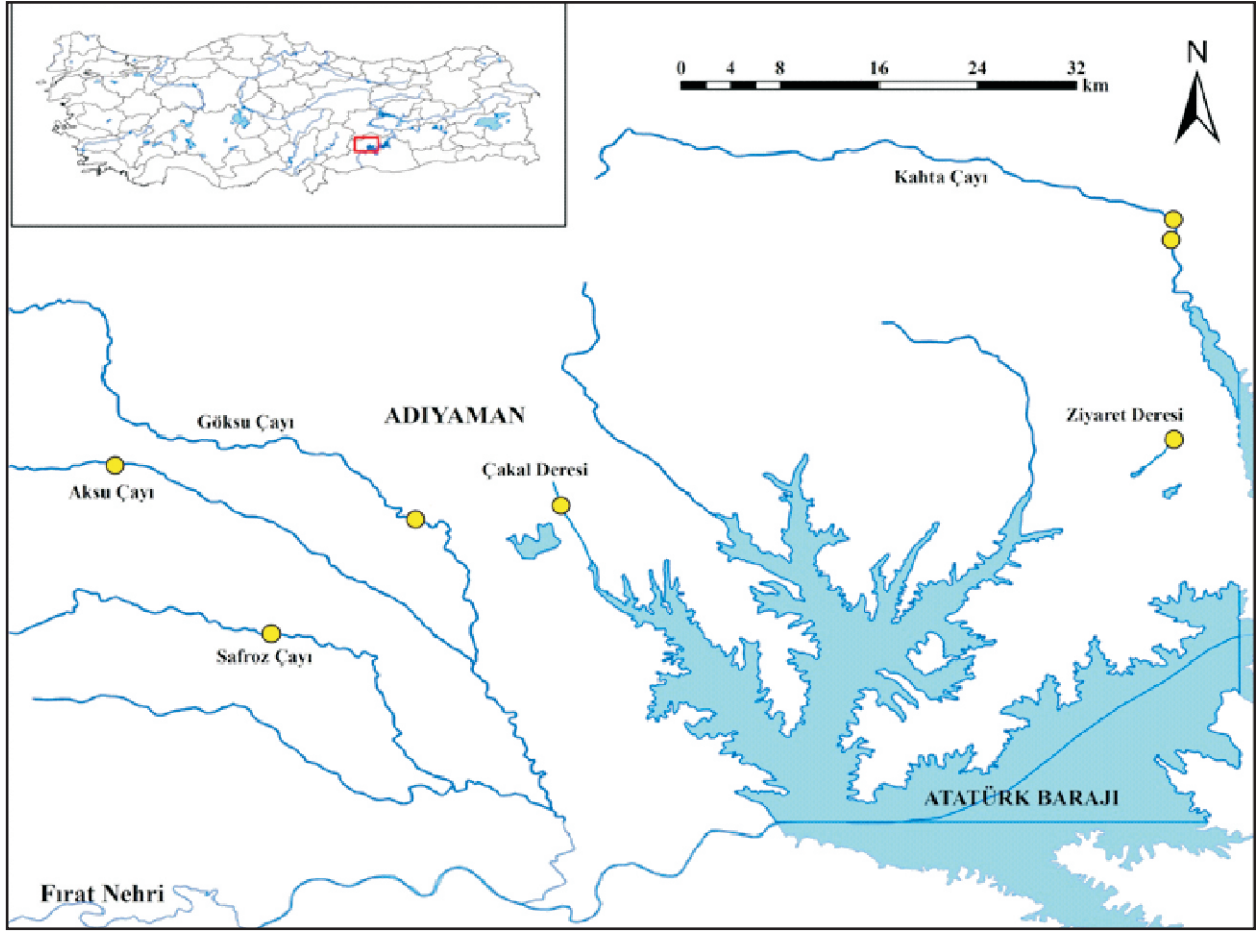 N
0 4 8 16 24 32
km
Kahta Çayı
Göksu Çayı
ADIYAMAN
Ziyaret Deresi
Çakal Deresi
Aksu Çayı
Safroz Çayı
ATATÜRK BARAJI
Fırat Nehri